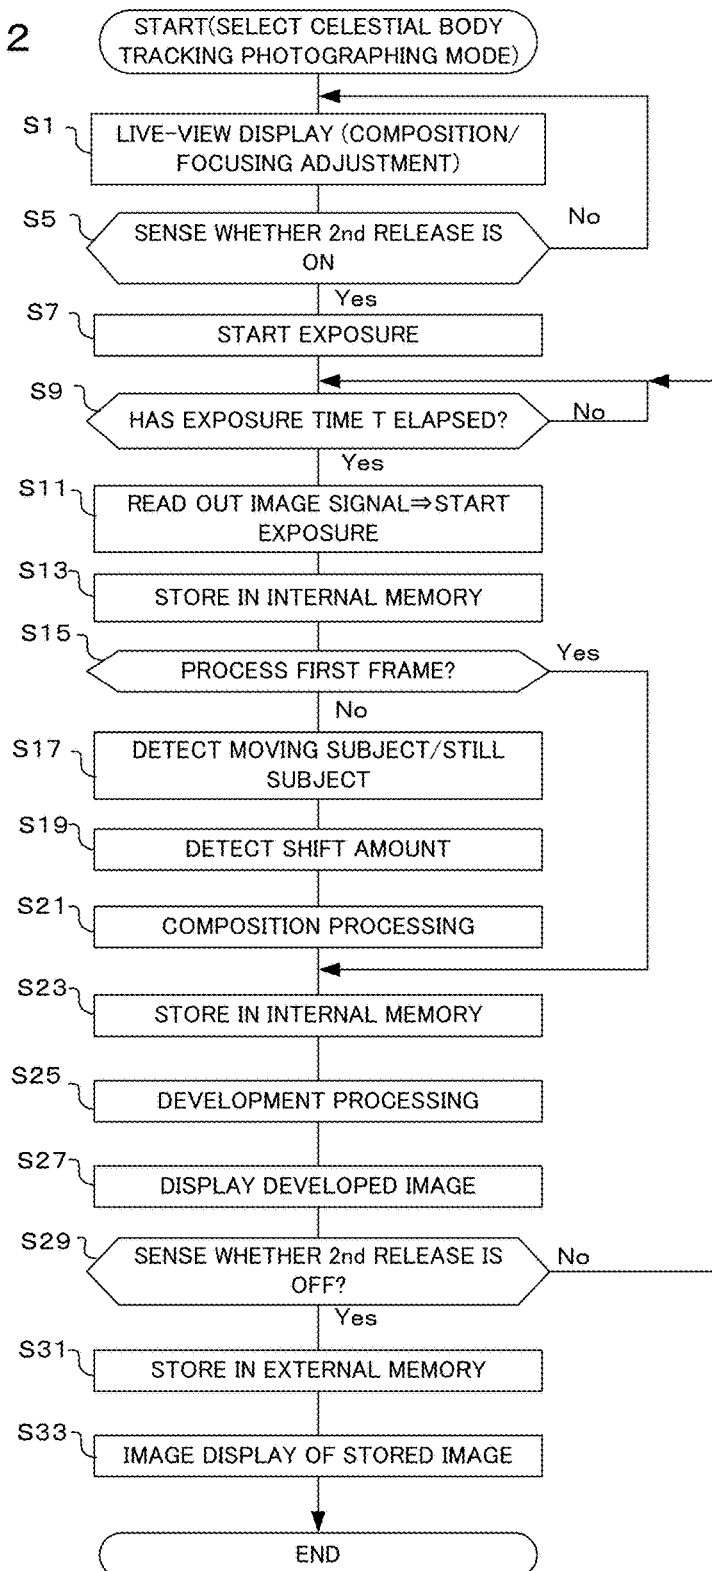 2
START(SELECT CELESTIAL BODY
TRACKING PHOTOGRAPHING MODE)
S1
LIVE-VIEW DISPLAY (COMPOSITION/
FOCUSING ADJUSTMENT)
S5
SENSE WHETHER 2nd RELEASE IS
ON
No
Yes
S7
START EXPOSURE
S9
HAS EXPOSURE TIME T ELAPSED?
No
Yes
S11
READ OUT IMAGE SIGNAL⇒START
EXPOSURE
S13
STORE IN INTERNAL MEMORY
S15
PROCESS FIRST FRAME?
Yes
No
S17
DETECT MOVING SUBJECT/STILL
SUBJECT
S19
DETECT SHIFT AMOUNT
S21
COMPOSITION PROCESSING
S23
STORE IN INTERNAL MEMORY
S25
DEVELOPMENT PROCESSING
S27
DISPLAY DEVELOPED IMAGE
S29
SENSE WHETHER 2nd RELEASE IS
OFF?
No
Yes
S31
STORE IN EXTERNAL MEMORY
S33
IMAGE DISPLAY OF STORED IMAGE
END